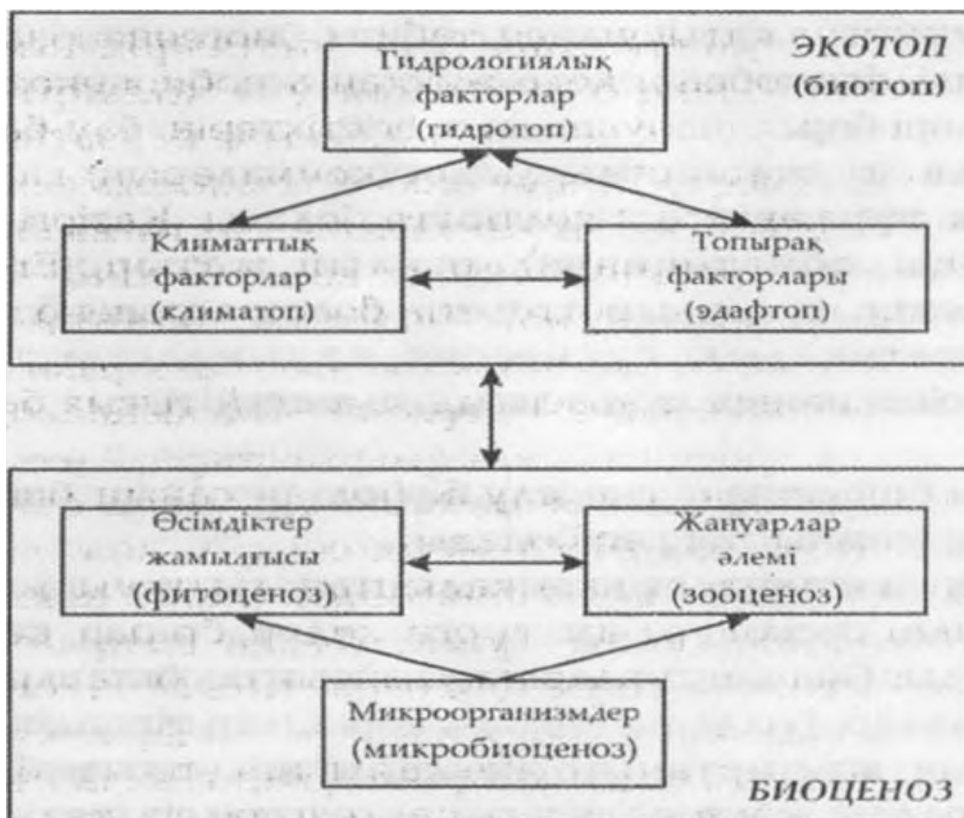 ЭКОТОП
(биотоп)
Гидрологиялық
факторлар
(гидротоп)
Климаттық
факторлар
(климатоп)
Топырақ
факторлары
(эдафтоп)
Өсімдіктер
жамылғысы
(фитоценоз)
Жануарлар
әлемі
(зооценоз)
Микроорганизмдер
(микробиоценоз)
БИОЦЕНОЗ